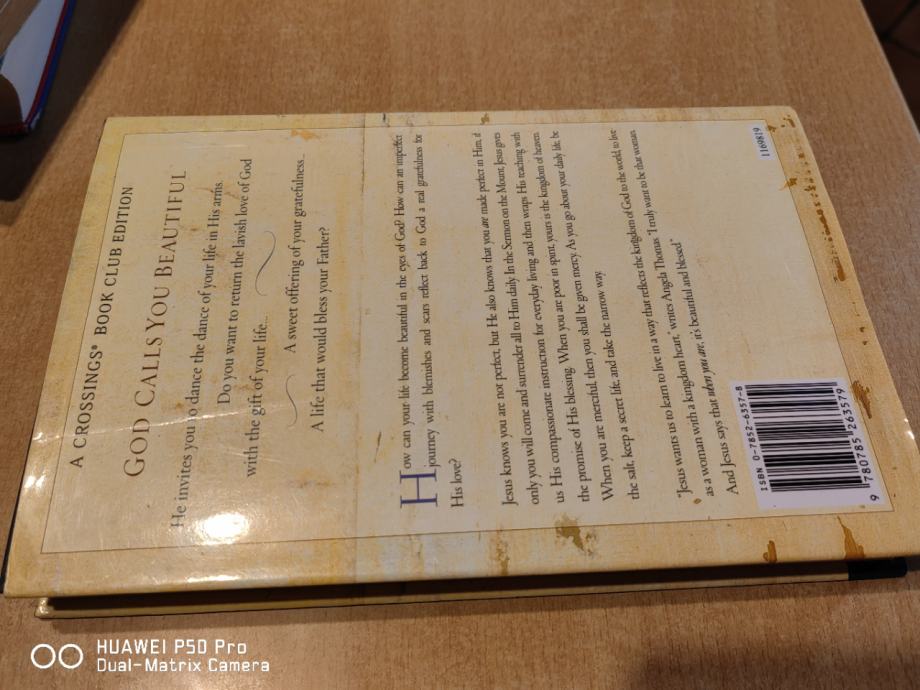 A CROSSINGS® BOOK CLUB EDITION
GOD CALLS YOU BEAUTIFUL
He invites you to dance the dance of your life in His arms.
Do you want to return the lavish love of God
with the gift of your life...
A sweet offering of your gratefulness...
A life that would bless your Father?
How can your life become beautiful in the eyes of God? How can an imperfect
journey with blemishes and scars reflect back to God a real gratefulness for
His love?
Jesus knows you are not perfect, but He also knows that you are made perfect in Him, if
only you will come and surrender all to Him daily. In the Sermon on the Mount, Jesus gives
us His compassionate instruction for everyday living and then wraps His teaching with
the promise of His blessing. When you are poor in spirit, yours is the kingdom of heaven.
When you are merciful, then you shall be given mercy. As you go about your daily life, be
the salt, keep a secret life, and take the narrow way.
"Jesus wants us to learn to live in a way that reflects the kingdom of God to the world, to live
as a woman with a kingdom heart," writes Angela Thomas. "I truly want to be that woman.
And Jesus says that when you are, it's beautiful and blessed."
ISBN 0-7852-6357-8
9 780785 263579
1169819
HUAWEI P50 Pro
Dual-Matrix Camera